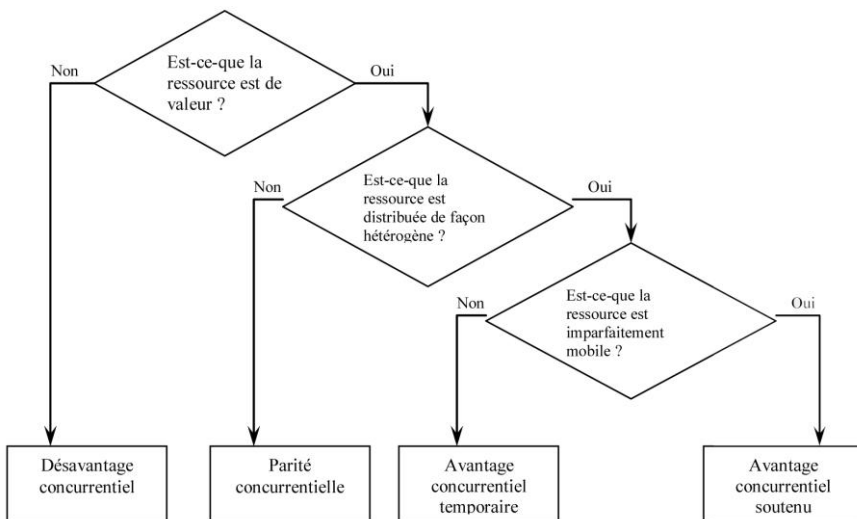 Non
Est-ce-que la
ressource est de
valeur ?
Oui
Non
Est-ce-que la
ressource est
distribuée de façon
hétérogène ?
Oui
Non
Est-ce-que la
ressource est
imparfaitement
mobile ?
Oui
Désavantage
concurrentiel
Parité
concurrentielle
Avantage
concurrentiel
temporaire
Avantage
concurrentiel
soutenu